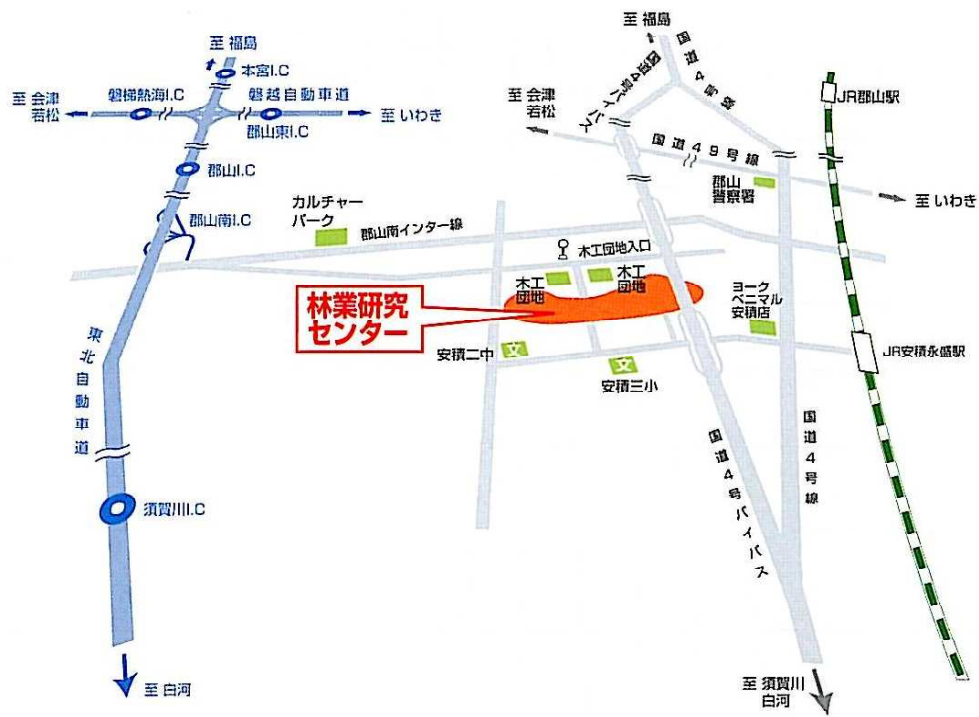 至 福島
本宮I.C
磐梯熱海I.C
磐越自動車道
至 会津
若松
至 いわき
郡山東I.C
郡山I.C
郡山南I.C
カルチャー
パーク
郡山南インター線
東北自動車道
須賀川I.C
至 白河
至 福島
国道4号バイパス
国道4号線
至 会津
若松
国道49号線
郡山
警察署
至 いわき
JR郡山駅
木工団地入口
木工
団地
木工
団地
林業研究
センター
ヨーク
ベニマル
安積店
安積二中
文
文
安積三小
JR安積永盛駅
国道4号バイパス
国道4号線
至 須賀川
白河